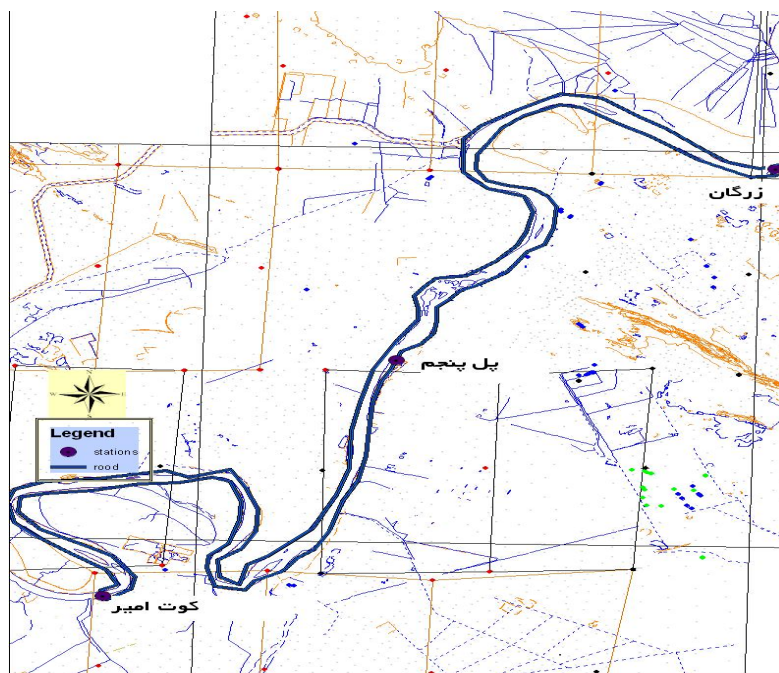 زرگان
پل پنجم
N
W
E
S
Legend
stations
rood
کوت امیر